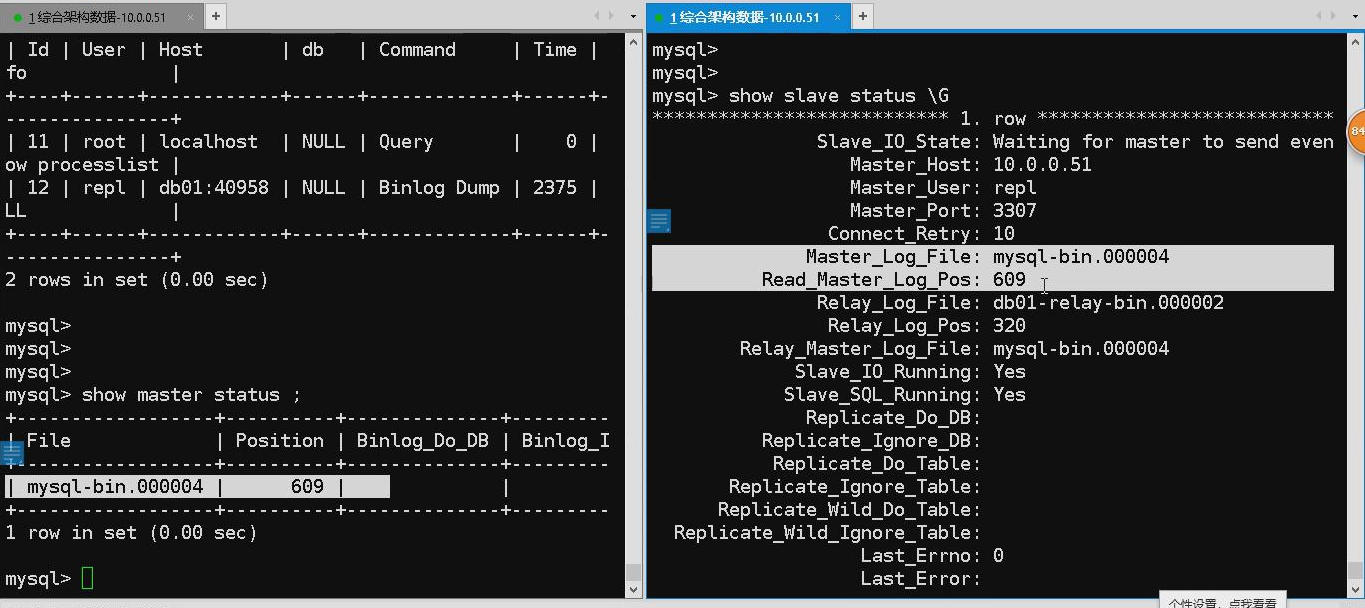 1 综合架构数据-10.0.0.51 × +
| Id | User | Host | db | Command | Time |
fo |
+----+------+------------+------+-------------+------+-
---------------+
| 11 | root | localhost | NULL | Query | 0 |
ow processlist |
| 12 | repl | db01:40958 | NULL | Binlog Dump | 2375 |
LL |
+----+------+------------+------+-------------+------+-
---------------+
2 rows in set (0.00 sec)
mysql>
mysql>
mysql>
mysql> show master status ;
+------------------+----------+--------------+---------
| File | Position | Binlog_Do_DB | Binlog_I
+------------------+----------+--------------+---------
| mysql-bin.000004 | 609 | |
+------------------+----------+--------------+---------
1 row in set (0.00 sec)
mysql>
1 综合架构数据-10.0.0.51 × +
mysql>
mysql>
mysql> show slave status \G
*************************** 1. row ***************************
Slave_IO_State: Waiting for master to send even
Master_Host: 10.0.0.51
Master_User: repl
Master_Port: 3307
Connect_Retry: 10
Master_Log_File: mysql-bin.000004
Read_Master_Log_Pos: 609
Relay_Log_File: db01-relay-bin.000002
Relay_Log_Pos: 320
Relay_Master_Log_File: mysql-bin.000004
Slave_IO_Running: Yes
Slave_SQL_Running: Yes
Replicate_Do_DB:
Replicate_Ignore_DB:
Replicate_Do_Table:
Replicate_Ignore_Table:
Replicate_Wild_Do_Table:
Replicate_Wild_Ignore_Table:
Last_Errno: 0
Last_Error:
84
个性设置，点我看看